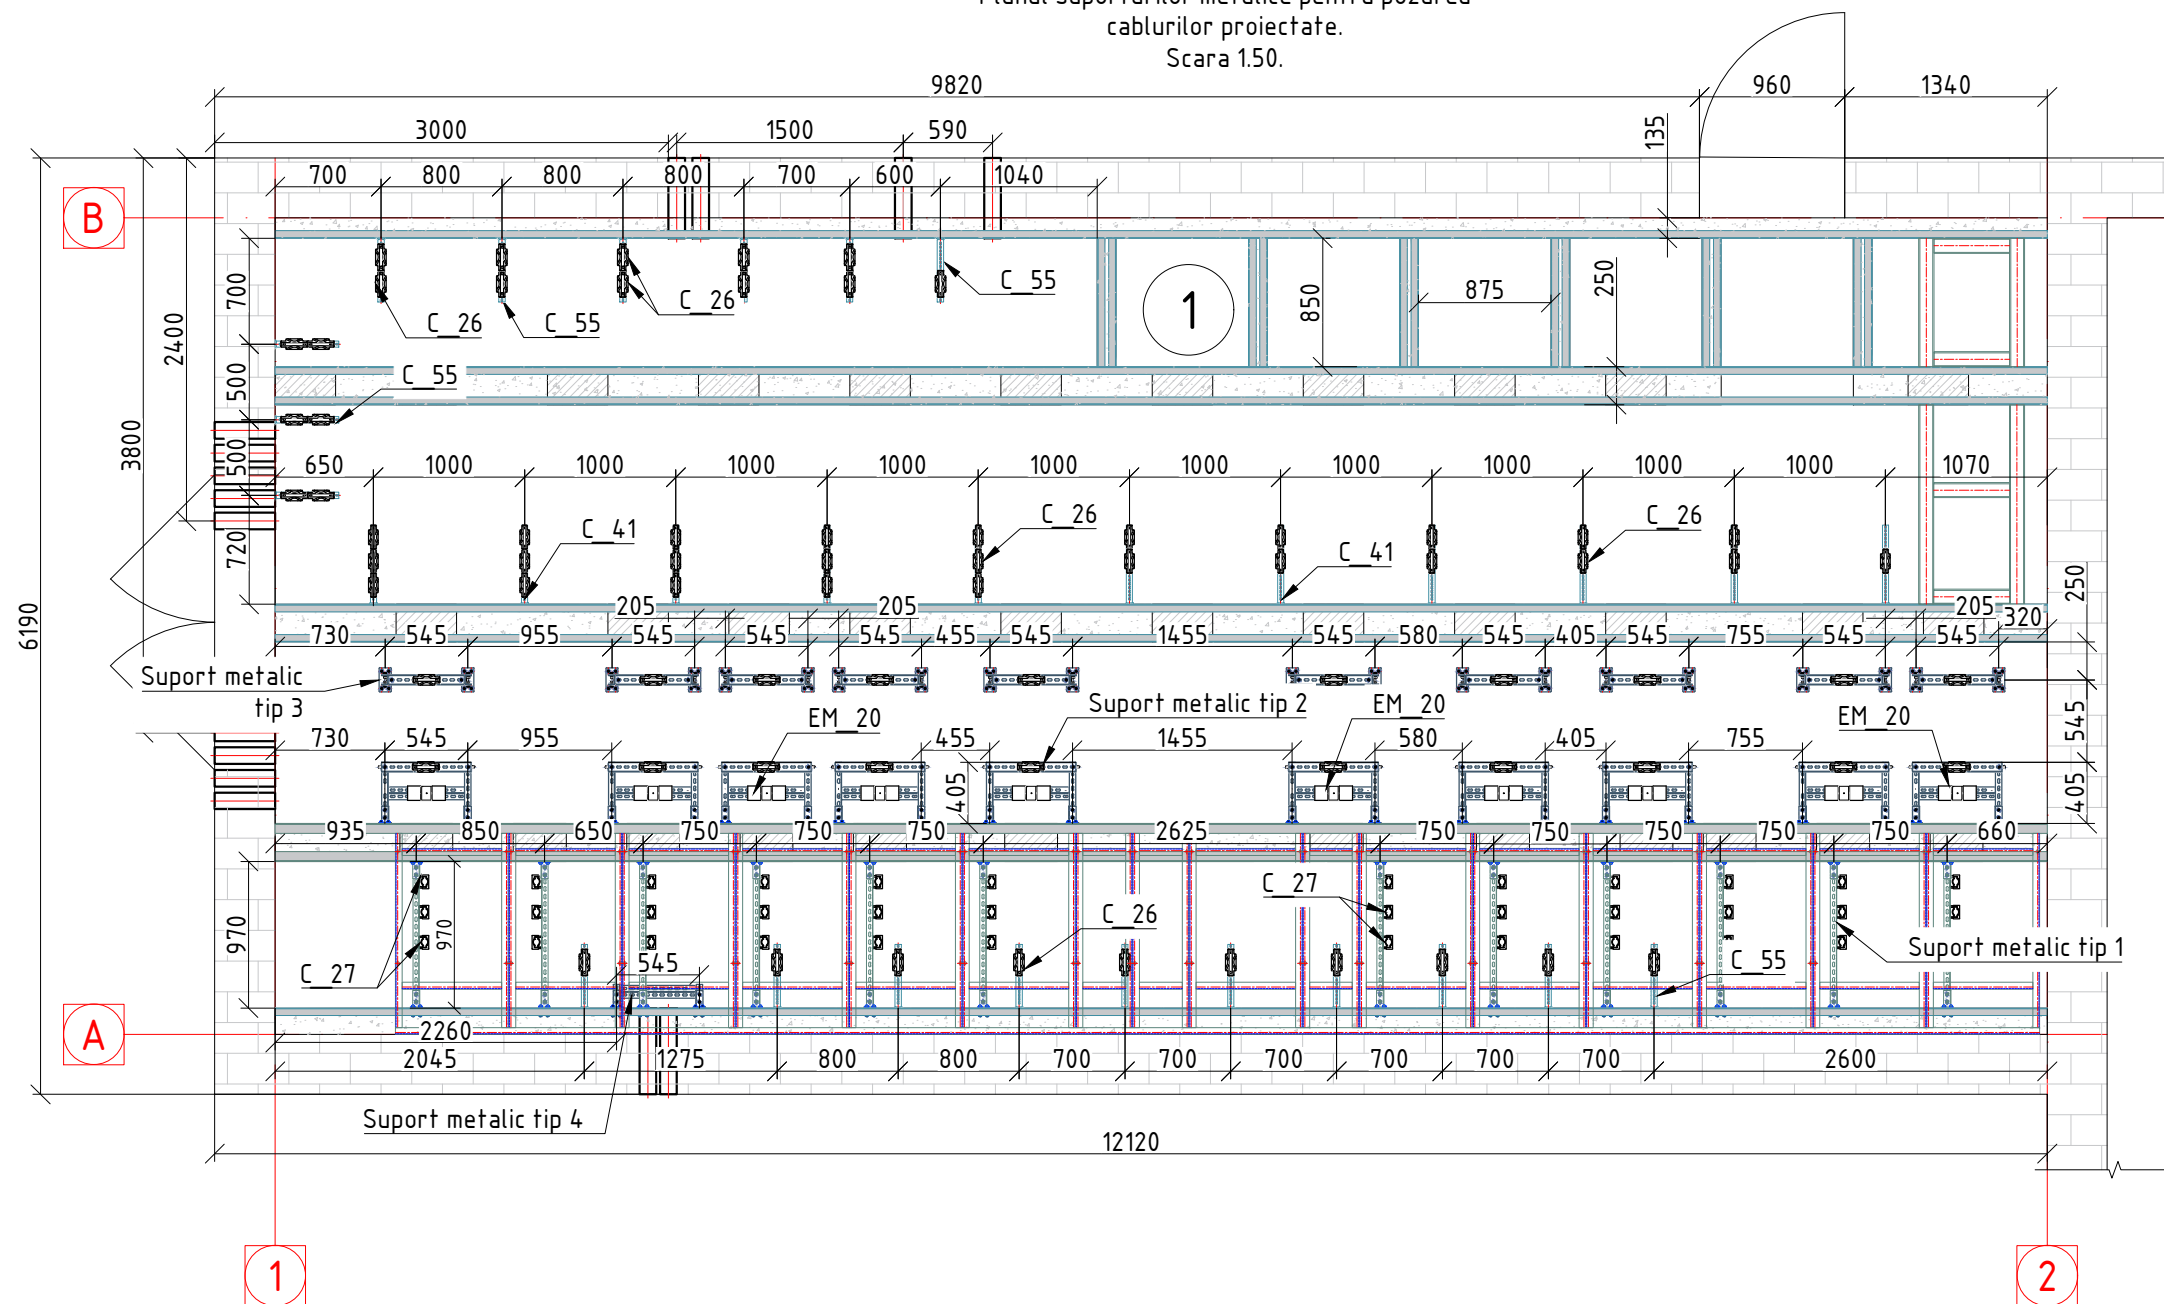 cablurilor proiectate.
Scara 1.50.
9820 960 1340
3000 1500 590 135
700 800 800 800 700 600 1040
B
700 C_55 850 875 250
1
C_26 C_55 C_26
2400
500 C_55
3800
500 650 1000 1000 1000 1000 1000 1000 1000 1000 1000 1000 1070
C_41 C_26 C_41 C_26
720
6190
205 205 205 320 250
730 545 955 545 545 545 455 545 1455 545 580 545 405 545 755 545 545
Suport metalic
tip 3
EM_20 Suport metalic tip 2 EM_20 EM_20
545
730 545 955 455 1455 580 405 755
405 405
935 850 650 750 750 750 2625 750 750 750 750 750 660
970 970
C_27 C_26 C_27
C_27 545 C_55 Suport metalic tip 1
A
2260
2045 1275 800 800 700 700 700 700 700 700 2600
Suport metalic tip 4
12120
1 2